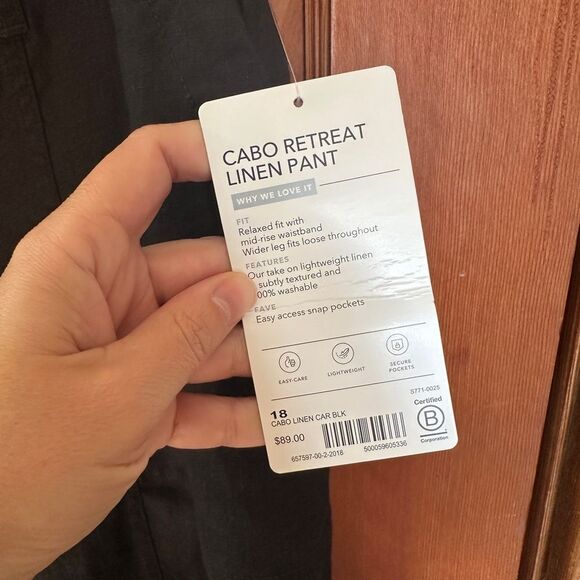 CABO RETREAT
LINEN PANT
WHY WE LOVE IT
FIT
Relaxed fit with
mid-rise waistband
Wider leg fits loose throughout
FEATURES
Our take on lightweight linen
subtly textured and
00% washable
FAVE
Easy access snap pockets
EASY-CARE
LIGHTWEIGHT
SECURE
POCKETS
S771-0025
18
CABO LINEN CAR BLK
$89.00
657597-00-2-2018
500059605336
Certified
B
Corporation